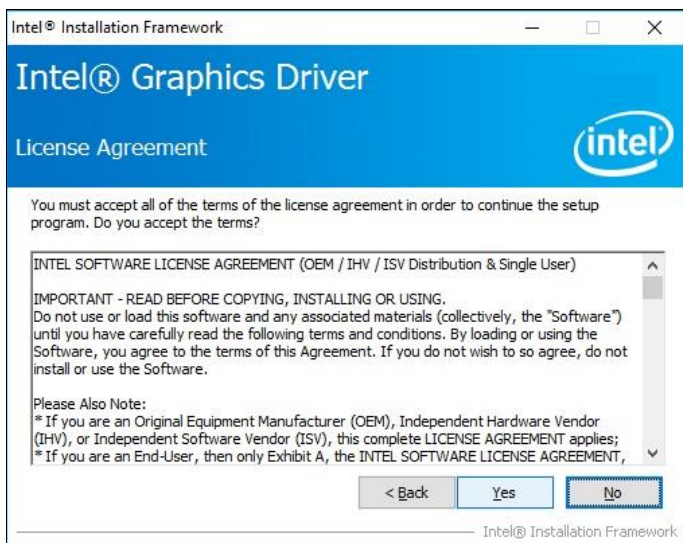 Intel® Installation Framework
Intel® Graphics Driver
License Agreement
intel
You must accept all of the terms of the license agreement in order to continue the setup
program. Do you accept the terms?
INTEL SOFTWARE LICENSE AGREEMENT (OEM / IHV / ISV Distribution & Single User)
IMPORTANT - READ BEFORE COPYING, INSTALLING OR USING.
Do not use or load this software and any associated materials (collectively, the "Software")
until you have carefully read the following terms and conditions. By loading or using the
Software, you agree to the terms of this Agreement. If you do not wish to so agree, do not
install or use the Software.
Please Also Note:
* If you are an Original Equipment Manufacturer (OEM), Independent Hardware Vendor
(IHV), or Independent Software Vendor (ISV), this complete LICENSE AGREEMENT applies;
* If you are an End-User, then only Exhibit A, the INTEL SOFTWARE LICENSE AGREEMENT,
< Back Yes No
Intel® Installation Framework